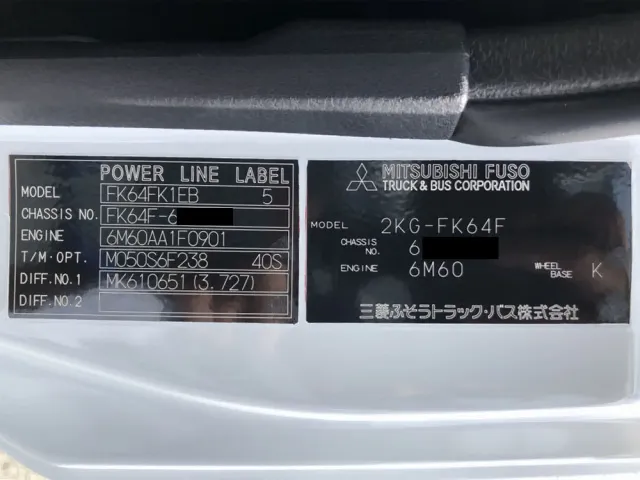 POWER LINE LABEL
MODEL FK64FK1EB 5
CHASSIS NO. FK64F-6
ENGINE 6M60AA1F0901
T/M・OPT. M050S6F238 40S
DIFF.NO.1 MK610651(3.727)
DIFF.NO.2
MITSUBISHI FUSO
TRUCK & BUS CORPORATION
MODEL 2KG-FK64F
CHASSIS NO. 6
ENGINE 6M60 WHEEL BASE K
三菱ふそうトラック・バス株式会社